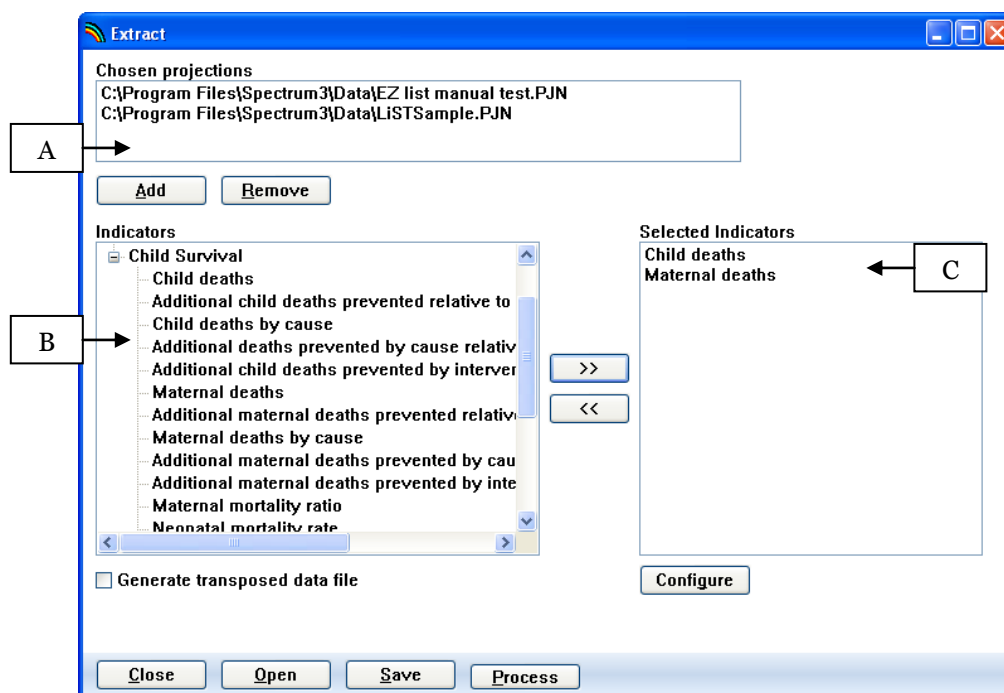 Extract
Chosen projections
C:\Program Files\Spectrum3\Data\EZ list manual test.PJN
C:\Program Files\Spectrum3\Data\LiSTSample.PJN
A
Add
Remove
Indicators
Selected Indicators
Child Survival
Child deaths
Additional child deaths prevented relative to
Child deaths by cause
Additional deaths prevented by cause relativ
Additional child deaths prevented by interver
Maternal deaths
Additional maternal deaths prevented relative
Maternal deaths by cause
Additional maternal deaths prevented by cau
Additional maternal deaths prevented by inte
Maternal mortality ratio
Neonatal mortality rate
B
>>
<<
Child deaths
Maternal deaths
C
Generate transposed data file
Configure
Close
Open
Save
Process